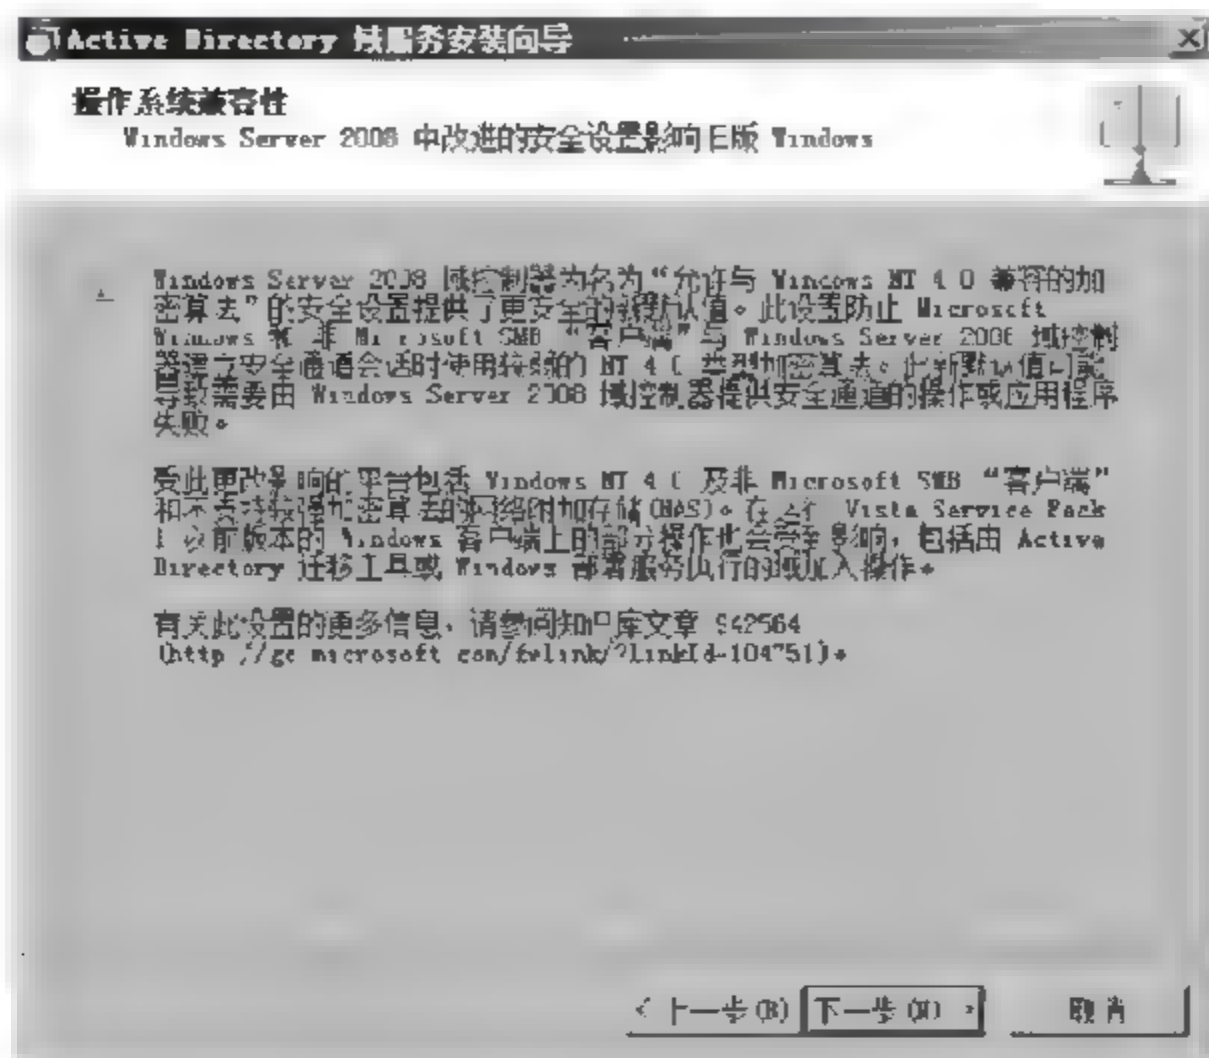 Active Directory 域服务安装向导
操作系统兼容性
Windows Server 2008 中改进的安全设置影响旧版 Windows
Windows Server 2008 域控制器为名为“允许与 Windows NT 4.0 兼容的加
密算法”的安全设置提供了更安全的新默认值。此设置防止 Microsoft
Windows 和 非 Microsoft SMB “客户端”与 Windows Server 2008 域控制
器建立安全通道会话时使用较弱的 NT 4.0 类型加密算法。此新默认值可能
导致需要由 Windows Server 2008 域控制器提供安全通道的操作或应用程序
失败。
受此更改影响的平台包括 Windows NT 4.0 及非 Microsoft SMB “客户端”
和不支持较强加密算法的网络附加存储(NAS)。在 Vista Service Pack
1 以前版本的 Windows 客户端上的部分操作也会受到影响，包括由 Active
Directory 迁移工具或 Windows 部署服务执行的域加入操作。
有关此设置的更多信息，请参阅知识库文章 942564
(http://go.microsoft.com/fwlink/?LinkId=104751)。
< 上一步(B)
下一步(N) >
取消